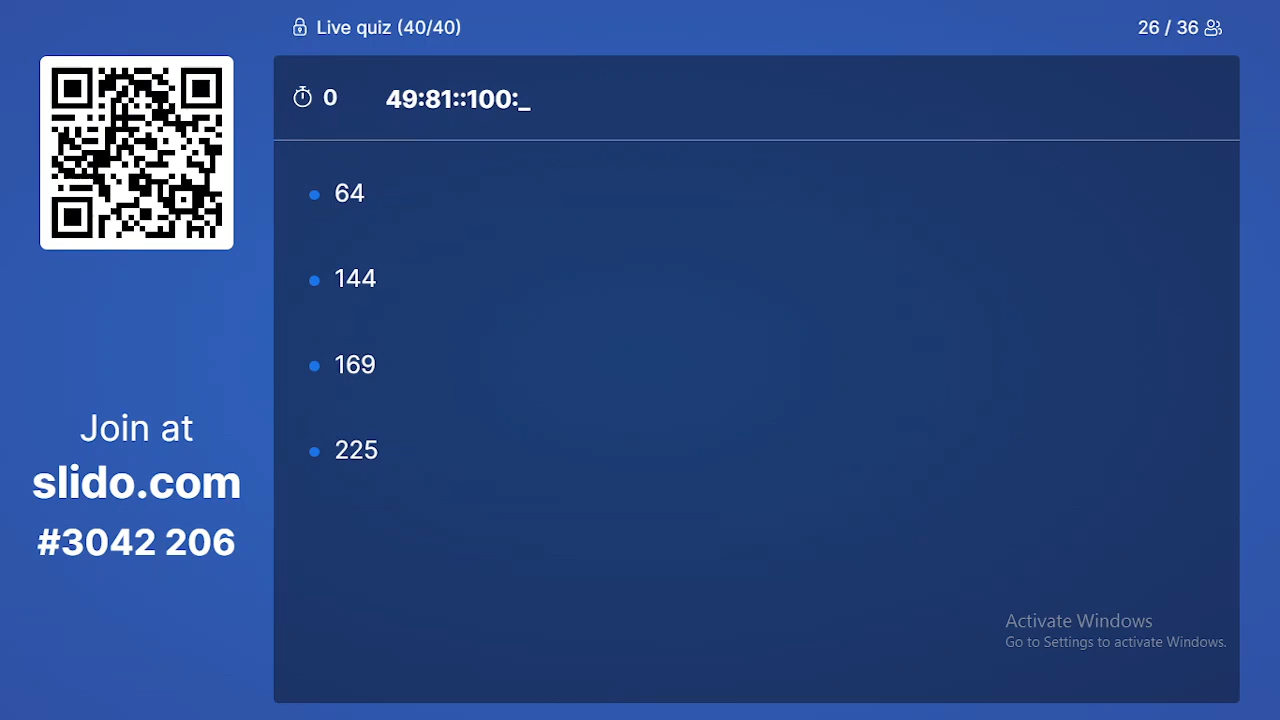 Live quiz (40/40)
26 / 36
0
49:81::100:_
64
144
169
225
Join at
slido.com
#3042 206
Activate Windows
Go to Settings to activate Windows.